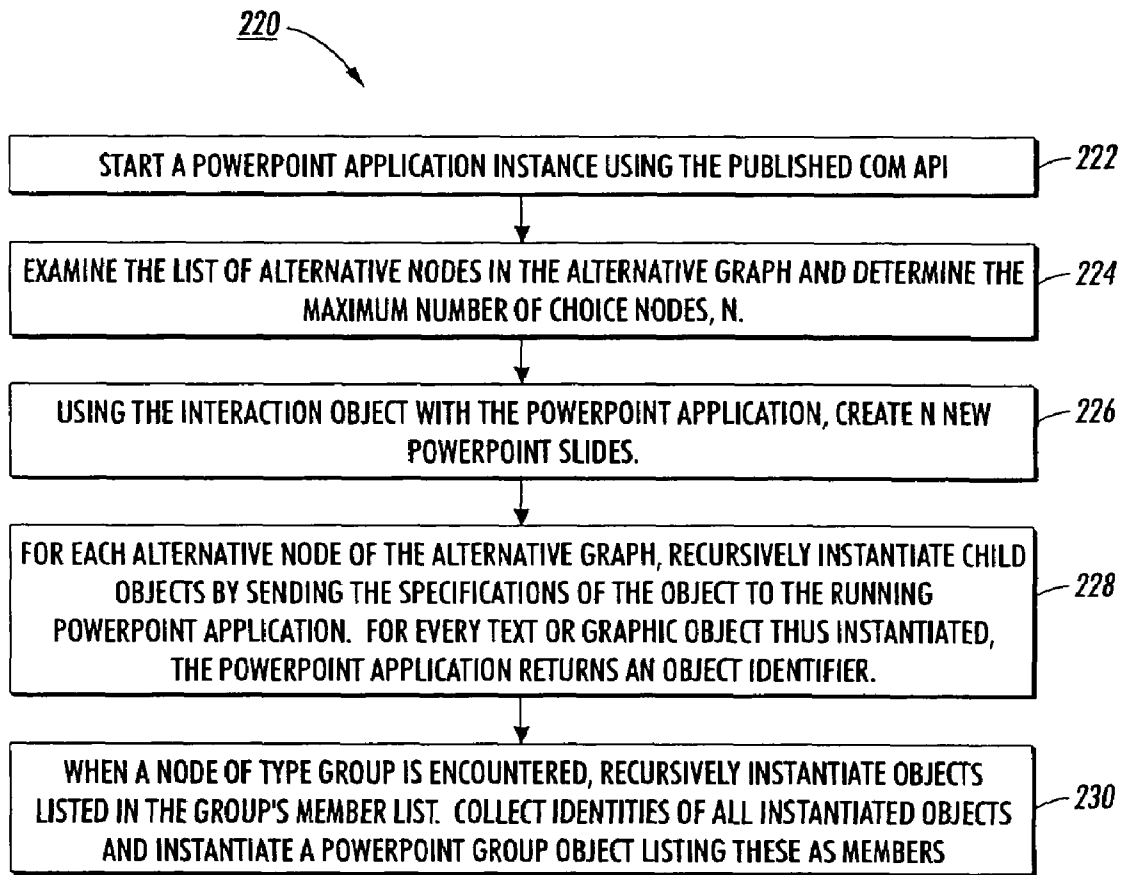 220
START A POWERPOINT APPLICATION INSTANCE USING THE PUBLISHED COM API
222
EXAMINE THE LIST OF ALTERNATIVE NODES IN THE ALTERNATIVE GRAPH AND DETERMINE THE
MAXIMUM NUMBER OF CHOICE NODES, N.
224
USING THE INTERACTION OBJECT WITH THE POWERPOINT APPLICATION, CREATE N NEW
POWERPOINT SLIDES.
226
FOR EACH ALTERNATIVE NODE OF THE ALTERNATIVE GRAPH, RECURSIVELY INSTANTIATE CHILD
OBJECTS BY SENDING THE SPECIFICATIONS OF THE OBJECT TO THE RUNNING
POWERPOINT APPLICATION. FOR EVERY TEXT OR GRAPHIC OBJECT THUS INSTANTIATED,
THE POWERPOINT APPLICATION RETURNS AN OBJECT IDENTIFIER.
228
WHEN A NODE OF TYPE GROUP IS ENCOUNTERED, RECURSIVELY INSTANTIATE OBJECTS
LISTED IN THE GROUP'S MEMBER LIST. COLLECT IDENTITIES OF ALL INSTANTIATED OBJECTS
AND INSTANTIATE A POWERPOINT GROUP OBJECT LISTING THESE AS MEMBERS
230